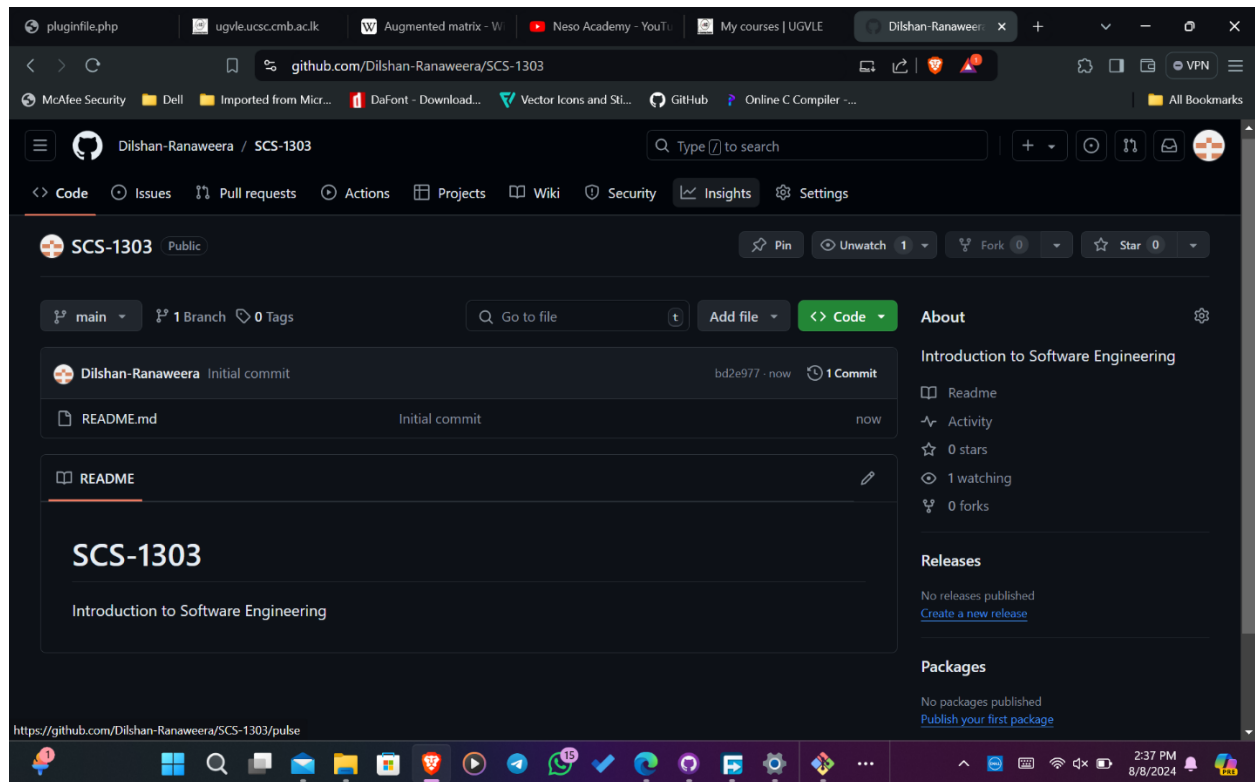 pluginfile.php ugvle.ucsc.cmb.ac.lk W Augmented matrix - Wi Neso Academy - YouTu My courses | UGVLE Dilshan-Ranaweer
github.com/Dilshan-Ranaweera/SCS-1303 1 VPN
McAfee Security Dell Imported from Micr... DaFont - Download... Vector Icons and Sti... GitHub Online C Compiler -... All Bookmarks
Dilshan-Ranaweera / SCS-1303 Type / to search
<> Code Issues Pull requests Actions Projects Wiki Security Insights Settings
SCS-1303 Public Pin Unwatch 1 Fork 0 Star 0
main 1 Branch 0 Tags Go to file t Add file <> Code About
Introduction to Software Engineering
Dilshan-Ranaweera Initial commit bd2e977 · now 1 Commit
Readme
README.md Initial commit now
Activity
0 stars
README
1 watching
0 forks
SCS-1303
Releases
No releases published
Introduction to Software Engineering
Create a new release
Packages
No packages published
Publish your first package
https://github.com/Dilshan-Ranaweera/SCS-1303/pulse
1 15 2:37 PM
8/8/2024 PRE